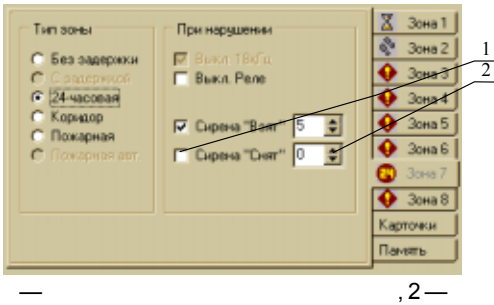 Тип зоны
Без задержки
С задержкой
24-часовая
Коридор
Пожарная
Пожарная авт.
При нарушении
Выкл. 18кГц
Выкл. Реле
Сирена "Взят" 5
Сирена "Снят" 0
Зона 1
Зона 2
Зона 3
Зона 4
Зона 5
Зона 6
24 Зона 7
Зона 8
Карточки
Память
1
2
— , 2 —